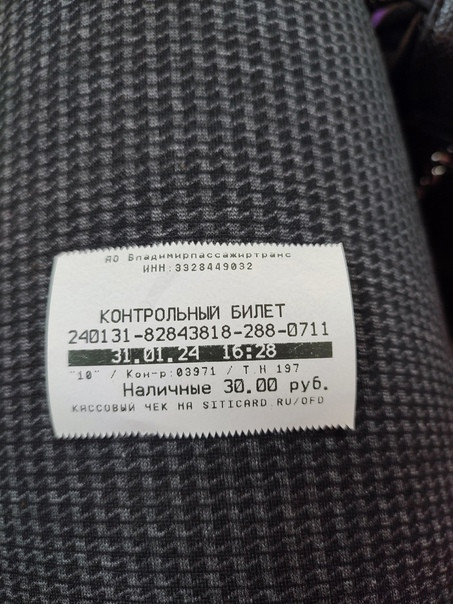 АО Владимирпассажиртранс
ИНН:3328449032
КОНТРОЛЬНЫЙ БИЛЕТ
240131-82843818-288-0711
31.01.24 16:28
"10" / Кон-р:03971 / Т.Н 197
Наличные 30.00 руб.
КАССОВЫЙ ЧЕК НА SITICARD.RU/OFD